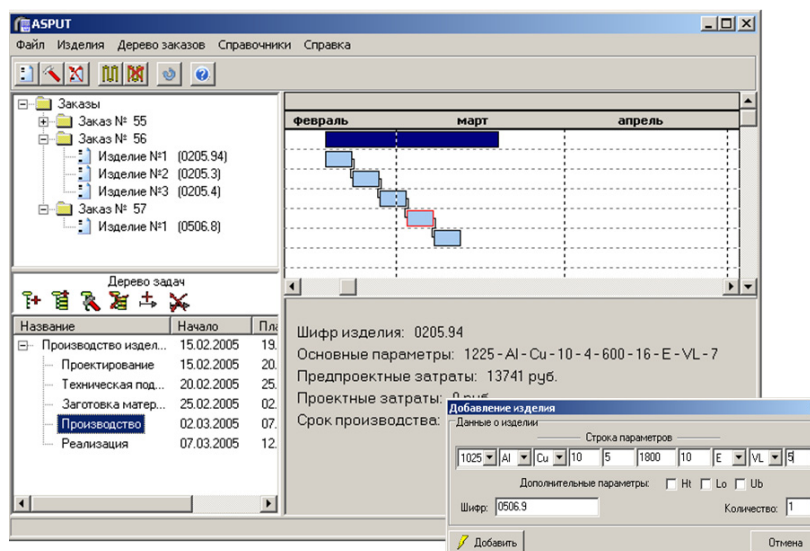 ASPUT
Файл Изделия Дерево заказов Справочники Справка
Заказы
Заказ № 55
Заказ № 56
Изделие №1 (0205.94)
Изделие №2 (0205.3)
Изделие №3 (0205.4)
Заказ № 57
Изделие №1 (0506.8)
февраль март апрель
Дерево задач
Название Начало Пла
Производство издел... 15.02.2005 19.
Проектирование 15.02.2005 20.
Техническая под... 20.02.2005 25.
Заготовка матер... 25.02.2005 02.
Производство 02.03.2005 07.
Реализация 07.03.2005 12.
Шифр изделия: 0205.94
Основные параметры: 1225 - Al - Cu - 10 - 4 - 600 - 16 - E - VL - 7
Предпроектные затраты: 13741 руб.
Проектные затраты:
Срок производства:
Добавление изделия
Данные о изделии
Строка параметров
1025 Al Cu 10 5 1800 10 E VL 5
Дополнительные параметры: Ht Lo Ub
Шифр: 0506.9 Количество: 1
Добавить Отмена